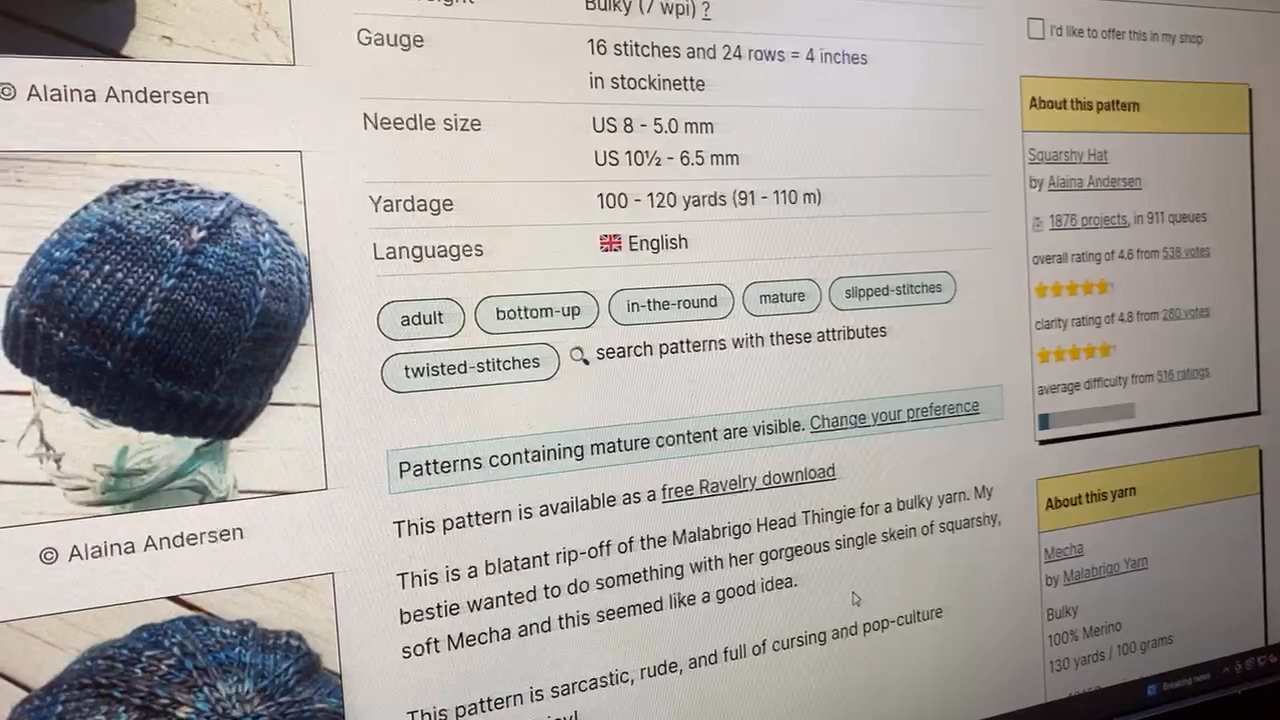 Bulky (7 wpi) ?
Gauge
16 stitches and 24 rows = 4 inches
in stockinette
Needle size
US 8 - 5.0 mm
US 10½ - 6.5 mm
Yardage
100 - 120 yards (91 - 110 m)
Languages
English
adult
bottom-up
in-the-round
mature
slipped-stitches
twisted-stitches
search patterns with these attributes
Patterns containing mature content are visible. Change your preference
This pattern is available as a free Ravelry download
This is a blatant rip-off of the Malabrigo Head Thingie for a bulky yarn. My
bestie wanted to do something with her gorgeous single skein of squarshy,
soft Mecha and this seemed like a good idea.
This pattern is sarcastic, rude, and full of cursing and pop-culture
© Alaina Andersen
© Alaina Andersen
I'd like to offer this in my shop
About this pattern
Squarshy Hat
by Alaina Andersen
1876 projects, in 911 queues
overall rating of 4.6 from 538 votes
clarity rating of 4.8 from 280 votes
average difficulty from 516 ratings
About this yarn
Mecha
by Malabrigo Yarn
Bulky
100% Merino
130 yards / 100 grams
Breaking news